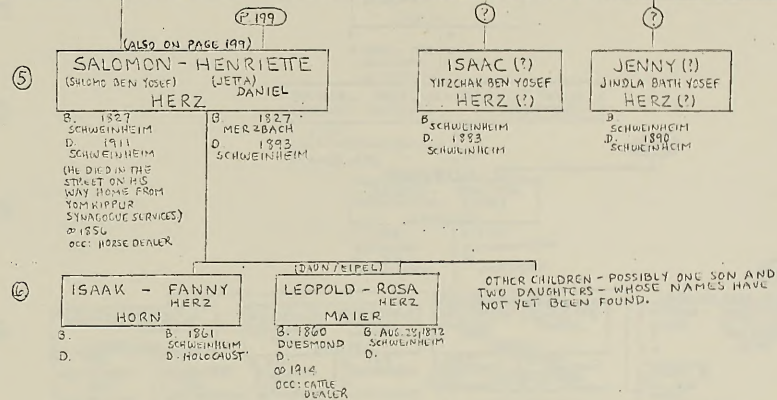 P 199
?
?
(ALSO ON PAGE 199)
⑤
SALOMON - HENRIETTE
(SHLOMO BEN YOSEF) (JETTA)
DANIEL
HERZ
ISAAC (?)
YITZCHAK BEN YOSEF
HERZ (?)
JENNY (?)
JINDLA BATH YOSEF
HERZ (?)
B. 1827
SCHWEINHEIM
D. 1911
SCHWEINHEIM
(HE DIED IN THE
STREET ON HIS
WAY HOME FROM
YOM KIPPUR
SYNAGOGUE SERVICES)
∞ 1856
OCC: HORSE DEALER
B. 1827
MERZBACH
D. 1893
SCHWEINHEIM
B
SCHWEINHEIM
D. 1883
SCHWEINHEIM
B
SCHWEINHEIM
D. 1890
SCHWEINHEIM
⑥
ISAAK - FANNY
HERZ
HORN
(DAUN/EIFEL)
LEOPOLD - ROSA
HERZ
MAIER
OTHER CHILDREN - POSSIBLY ONE SON AND
TWO DAUGHTERS - WHOSE NAMES HAVE
NOT YET BEEN FOUND.
B.
D.
B. 1861
SCHWEINHEIM
D. HOLOCAUST
B. 1860
DUESMOND
D.
∞ 1914
OCC: CATTLE
DEALER
B. AUG. 28, 1872
SCHWEINHEIM
D.